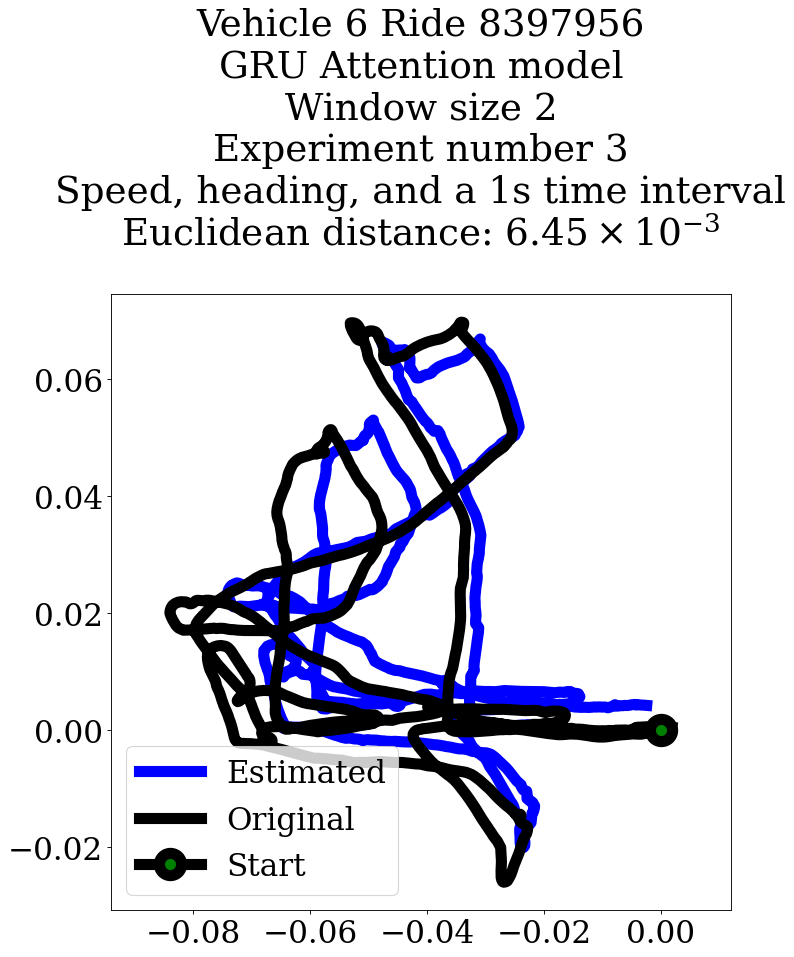 Vehicle 6 Ride 8397956
GRU Attention model
Window size 2
Experiment number 3
Speed, heading, and a 1s time interval
Euclidean distance: 6.45 × 10⁻³
0.06
0.04
0.02
0.00
−0.02
Estimated
Original
Start
−0.08 −0.06 −0.04 −0.02 0.00